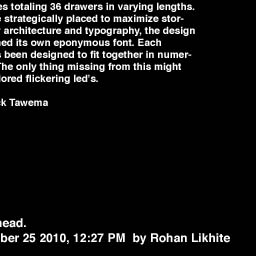 es totaling 36 drawers in varying lengths.
strategically placed to maximize stor-
architecture and typography, the design
ned its own eponymous font. Each
been designed to fit together in numer-
The only thing missing from this might
lored flickering led's.
ck Tawema
head.
ber 25 2010, 12:27 PM by Rohan Likhite